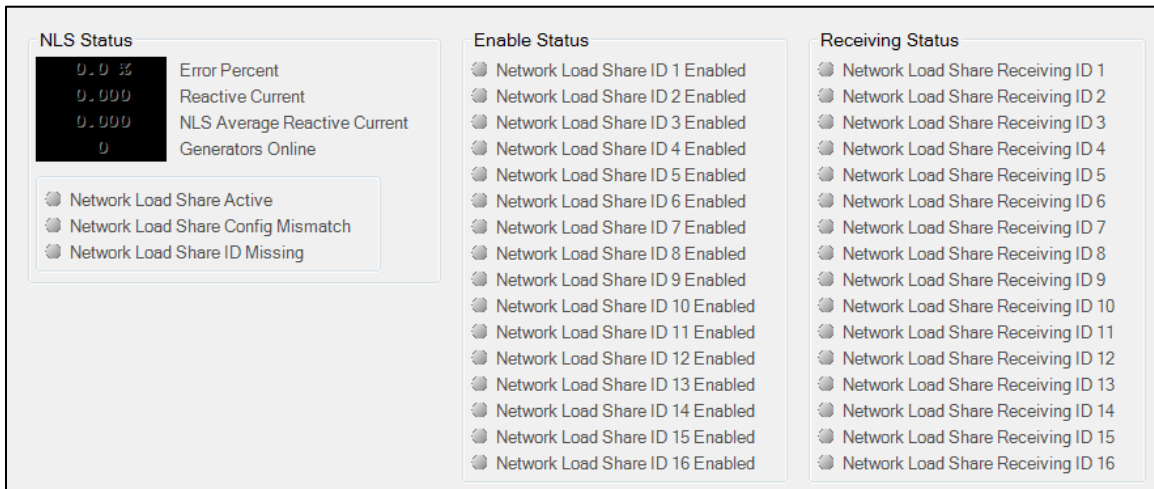 NLS Status
0.0 % Error Percent
0.000 Reactive Current
0.000 NLS Average Reactive Current
0 Generators Online
Network Load Share Active
Network Load Share Config Mismatch
Network Load Share ID Missing
Enable Status
Network Load Share ID 1 Enabled
Network Load Share ID 2 Enabled
Network Load Share ID 3 Enabled
Network Load Share ID 4 Enabled
Network Load Share ID 5 Enabled
Network Load Share ID 6 Enabled
Network Load Share ID 7 Enabled
Network Load Share ID 8 Enabled
Network Load Share ID 9 Enabled
Network Load Share ID 10 Enabled
Network Load Share ID 11 Enabled
Network Load Share ID 12 Enabled
Network Load Share ID 13 Enabled
Network Load Share ID 14 Enabled
Network Load Share ID 15 Enabled
Network Load Share ID 16 Enabled
Receiving Status
Network Load Share Receiving ID 1
Network Load Share Receiving ID 2
Network Load Share Receiving ID 3
Network Load Share Receiving ID 4
Network Load Share Receiving ID 5
Network Load Share Receiving ID 6
Network Load Share Receiving ID 7
Network Load Share Receiving ID 8
Network Load Share Receiving ID 9
Network Load Share Receiving ID 10
Network Load Share Receiving ID 11
Network Load Share Receiving ID 12
Network Load Share Receiving ID 13
Network Load Share Receiving ID 14
Network Load Share Receiving ID 15
Network Load Share Receiving ID 16